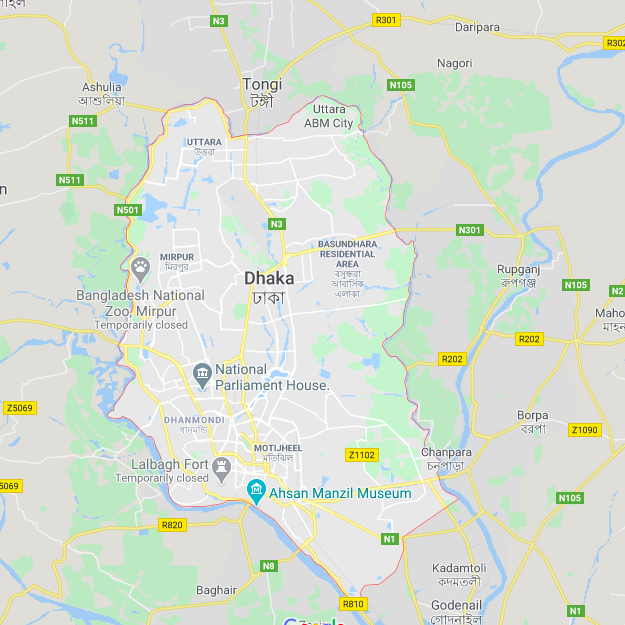 N3
R301
Daripara
R302
Nagori
Tongi
টঙ্গী
N105
Ashulia
আশুলিয়া
Uttara
ABM City
N511
UTTARA
উত্তরা
N511
N501
N3
N301
BASUNDHARA
RESIDENTIAL
AREA
বসুন্ধরা
আবাসিক
এলাকা
MIRPUR
মিরপুর
Dhaka
ঢাকা
Rupganj
রুপগঞ্জ
N105
N2
Bangladesh National
Zoo, Mirpur
Temporarily closed
Maho
R202
R202
National
Parliament House.
Z5069
DHANMONDI
ধানমন্ডি
Borpa
বরপা
Z1090
MOTIJHEEL
মতিঝিল
Z1102
Chanpara
চনপাড়া
Lalbagh Fort
Temporarily closed
Ahsan Manzil Museum
5069
N105
R820
N1
N8
Kadamtoli
কদমতলী
Baghair
R810
Godenail
গোদনাইল
N1